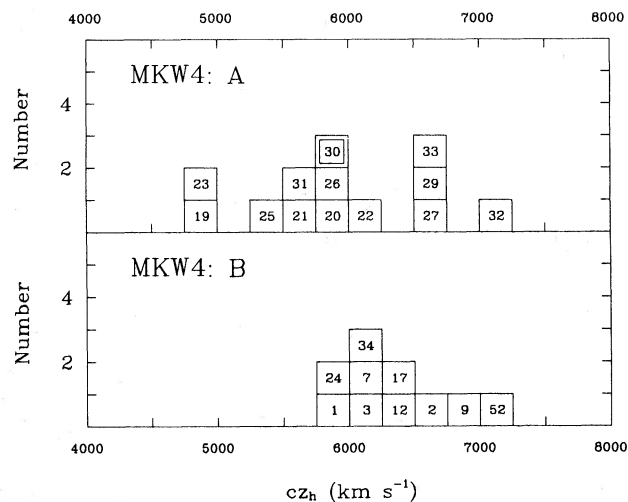 4000 5000 6000 7000 8000
MKW4: A
Number
4
2
30 33
23 31 26 29
19 25 21 20 22 27 32
MKW4: B
Number
4
2
34
24 7 17
1 3 12 2 9 52
4000 5000 6000 7000 8000
czh (km s⁻¹)